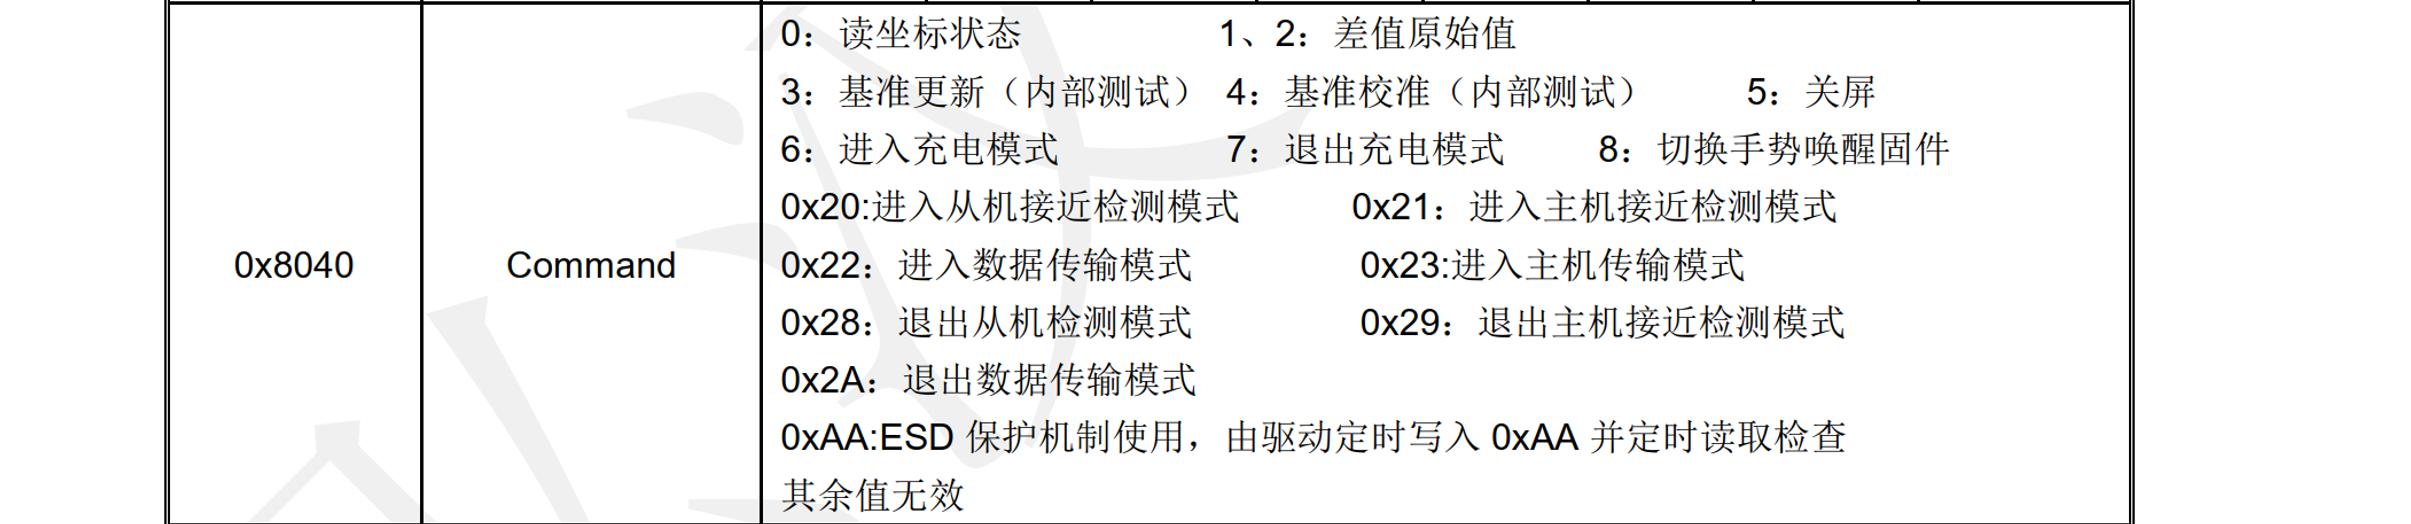 0：读坐标状态 1、2：差值原始值
3：基准更新（内部测试） 4：基准校准（内部测试） 5：关屏
6：进入充电模式 7：退出充电模式 8：切换手势唤醒固件
0x20:进入从机接近检测模式 0x21：进入主机接近检测模式
0x8040 Command 0x22：进入数据传输模式 0x23:进入主机传输模式
0x28：退出从机检测模式 0x29：退出主机接近检测模式
0x2A：退出数据传输模式
0xAA:ESD 保护机制使用，由驱动定时写入 0xAA 并定时读取检查
其余值无效